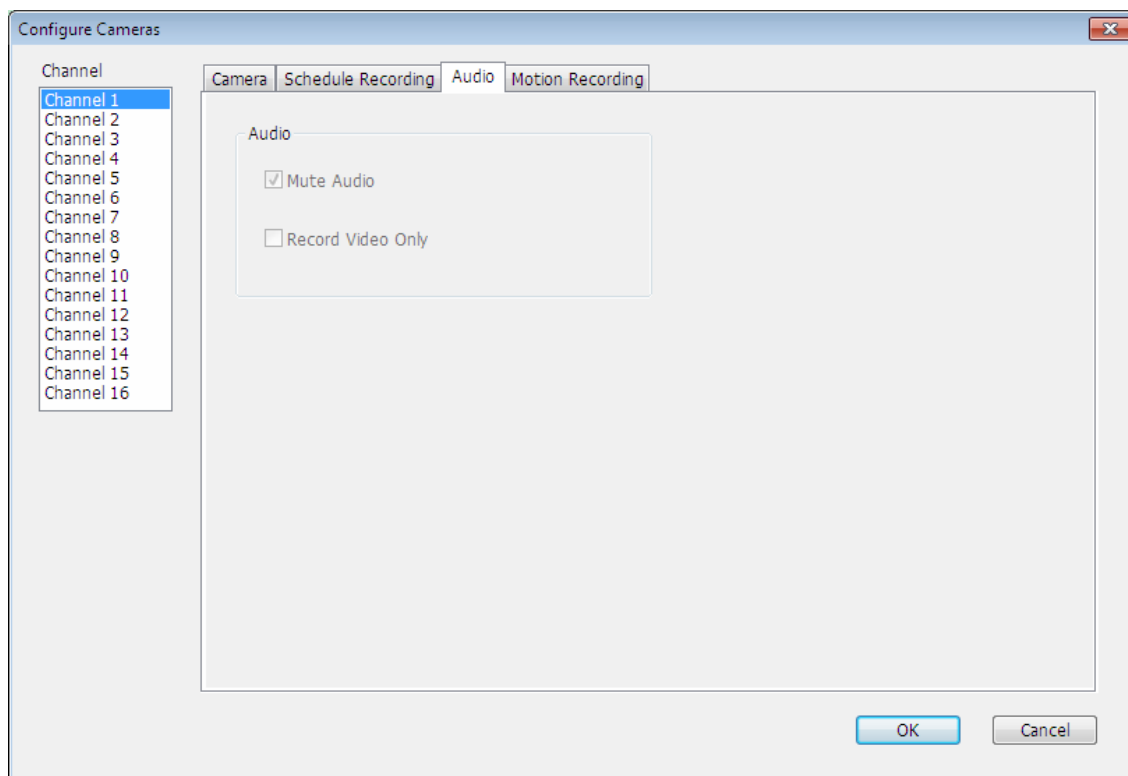 Configure Cameras
Channel
Channel 1
Channel 2
Channel 3
Channel 4
Channel 5
Channel 6
Channel 7
Channel 8
Channel 9
Channel 10
Channel 11
Channel 12
Channel 13
Channel 14
Channel 15
Channel 16
Camera Schedule Recording Audio Motion Recording
Audio
Mute Audio
Record Video Only
OK Cancel